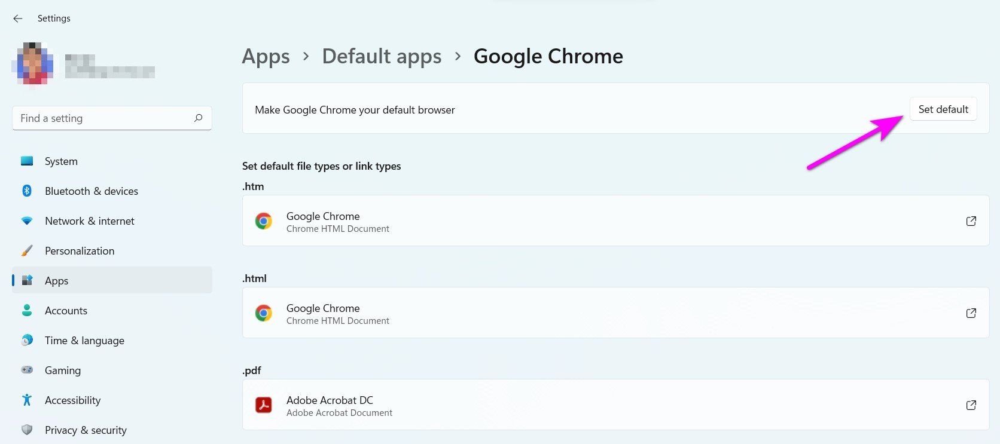 Settings
Apps > Default apps > Google Chrome
Find a setting
Make Google Chrome your default browser
Set default
System
Bluetooth & devices
Network & internet
Personalization
Apps
Accounts
Time & language
Gaming
Accessibility
Privacy & security
Set default file types or link types
.htm
Google Chrome
Chrome HTML Document
.html
Google Chrome
Chrome HTML Document
.pdf
Adobe Acrobat DC
Adobe Acrobat Document